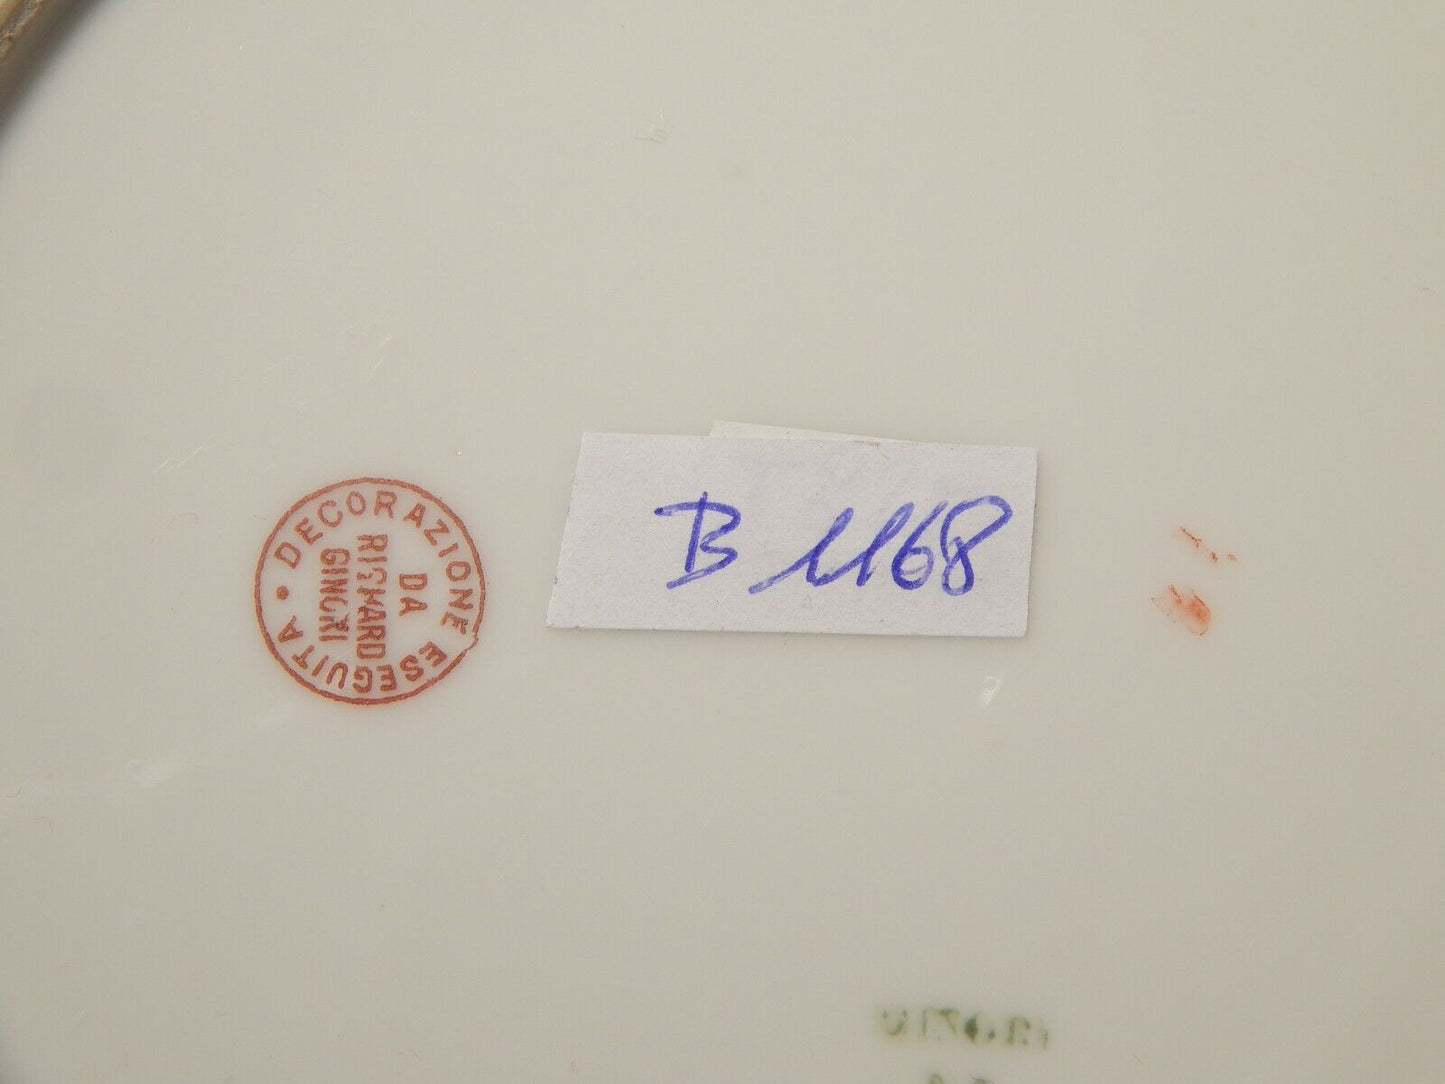 DECORAZIONE ESEGUITA
DA
RICHARD
GINORI
B 1168